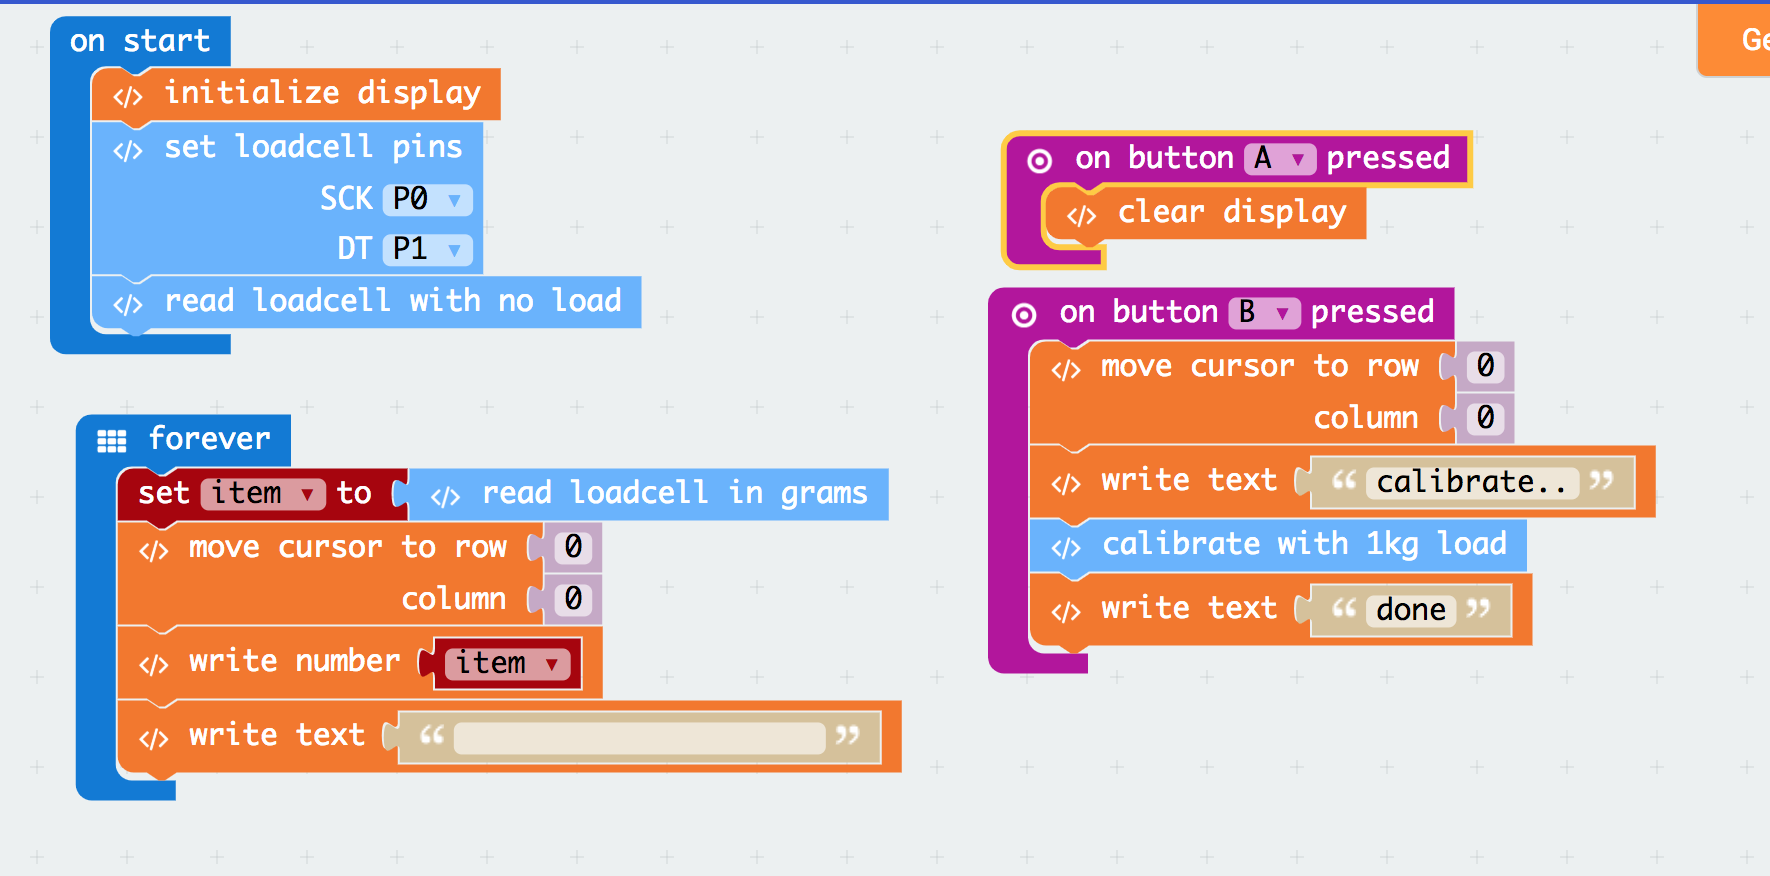 on start
</> initialize display
</> set loadcell pins
SCK P0 ▼
DT P1 ▼
</> read loadcell with no load
forever
set item ▼ to </> read loadcell in grams
</> move cursor to row 0
column 0
</> write number item ▼
</> write text “ ”
Ge
on button A ▼ pressed
</> clear display
on button B ▼ pressed
</> move cursor to row 0
column 0
</> write text “ calibrate.. ”
</> calibrate with 1kg load
</> write text “ done ”